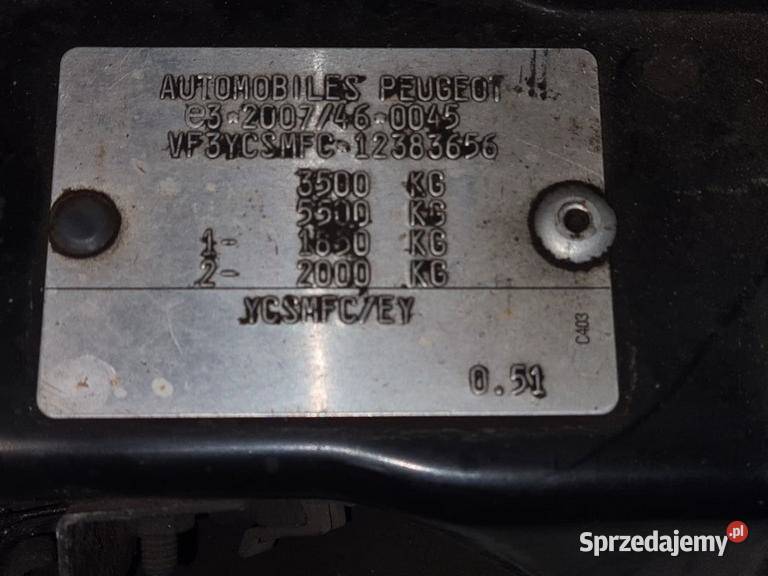 AUTOMOBILES PEUGEOT
e3*2007/46*0045
VF3YCSMFC*12383656
3500 KG
5500 KG
1- 1850 KG
2- 2000 KG
YCSMFC/EY
C403
0.51
Sprzedajemy.pl